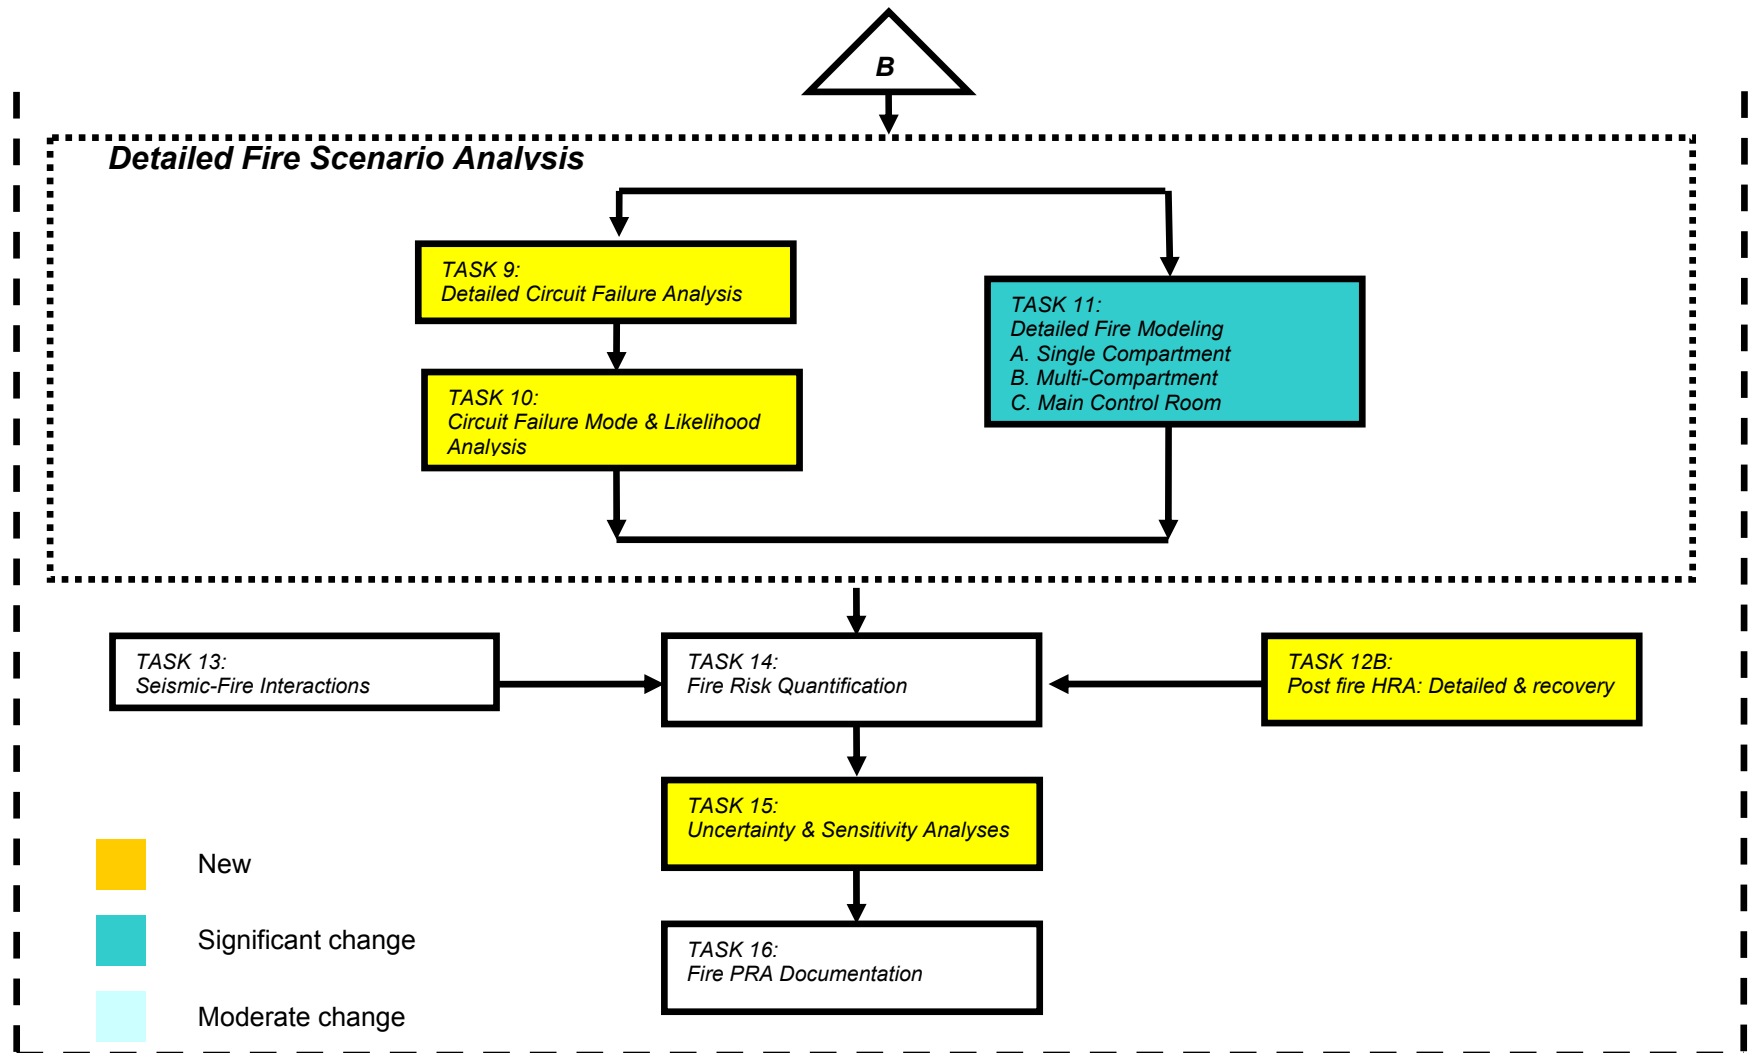 B
Detailed Fire Scenario Analysis
TASK 9:
Detailed Circuit Failure Analysis
TASK 10:
Circuit Failure Mode & Likelihood
Analysis
TASK 11:
Detailed Fire Modeling
A. Single Compartment
B. Multi-Compartment
C. Main Control Room
TASK 13:
Seismic-Fire Interactions
TASK 14:
Fire Risk Quantification
TASK 12B:
Post fire HRA: Detailed & recovery
TASK 15:
Uncertainty & Sensitivity Analyses
TASK 16:
Fire PRA Documentation
New
Significant change
Moderate change